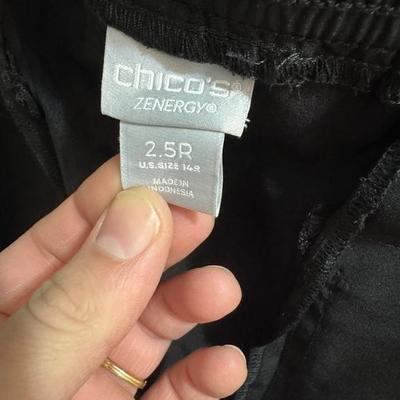 chico's®
ZENERGY®
2.5R
U.S. SIZE 14R
MADE IN
INDONESIA